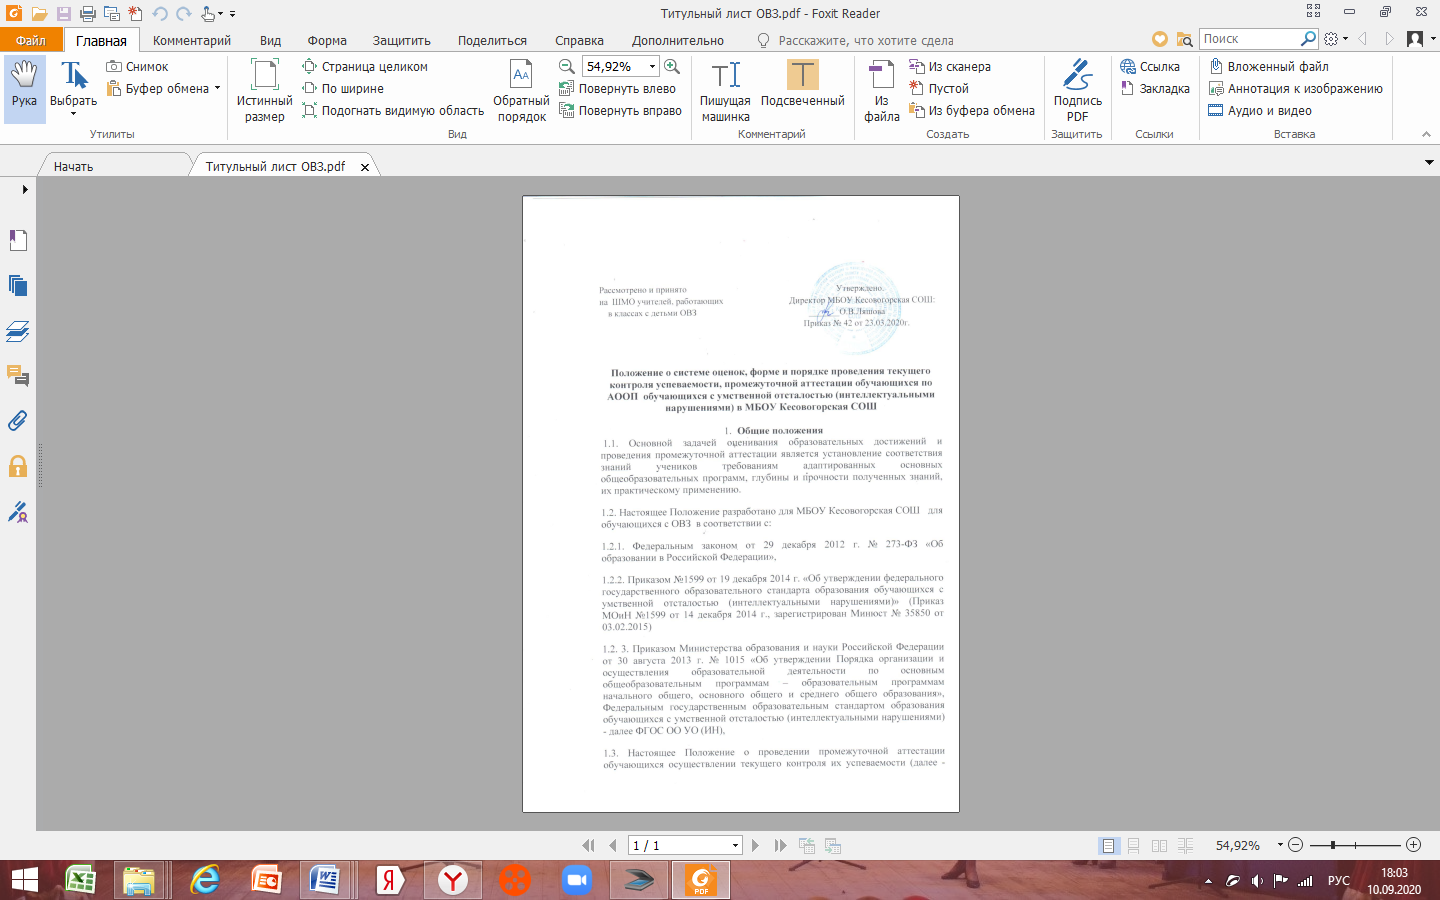 Титульный лист ОВЗ.pdf - Foxit Reader
Файл Главная Комментарий Вид Форма Защитить Поделиться Справка Дополнительно Расскажите, что хотите сдела Поиск
Рука
Выбрать
Снимок
Буфер обмена
Утилиты
Истинный размер
Страница целиком
По ширине
Подогнать видимую область
Обратный порядок
54,92%
Повернуть влево
Повернуть вправо
Вид
Пишущая машинка
Подсвеченный
Комментарий
Из файла
Из сканера
Пустой
Из буфера обмена
Создать
Подпись PDF
Защитить
Ссылка
Закладка
Ссылки
Вложенный файл
Аннотация к изображению
Аудио и видео
Вставка
Начать
Титульный лист ОВЗ.pdf
Рассмотрено и принято
на ШМО учителей, работающих
в классах с детьми ОВЗ
Утверждено.
Директор МБОУ Кесовогорская СОШ:
О.В.Ляшова
Приказ № 42 от 23.03.2020г.
Положение о системе оценок, форме и порядке проведения текущего
контроля успеваемости, промежуточной аттестации обучающихся по
АООП обучающихся с умственной отсталостью (интеллектуальными
нарушениями) в МБОУ Кесовогорская СОШ
1. Общие положения
1.1. Основной задачей оценивания образовательных достижений и
проведения промежуточной аттестации является установление соответствия
знаний учеников требованиям адаптированных основных
общеобразовательных программ, глубины и прочности полученных знаний,
их практическому применению.
1.2. Настоящее Положение разработано для МБОУ Кесовогорская СОШ для
обучающихся с ОВЗ в соответствии с:
1.2.1. Федеральным законом от 29 декабря 2012 г. № 273-ФЗ «Об
образовании в Российской Федерации»,
1.2.2. Приказом №1599 от 19 декабря 2014 г. «Об утверждении федерального
государственного образовательного стандарта образования обучающихся с
умственной отсталостью (интеллектуальными нарушениями)» (Приказ
МОиН №1599 от 14 декабря 2014 г., зарегистрирован Минюст № 35850 от
03.02.2015)
1.2. 3. Приказом Министерства образования и науки Российской Федерации
от 30 августа 2013 г. № 1015 «Об утверждении Порядка организации и
осуществления образовательной деятельности по основным
общеобразовательным программам – образовательным программам
начального общего, основного общего и среднего общего образования»,
Федеральным государственным образовательным стандартом образования
обучающихся с умственной отсталостью (интеллектуальными нарушениями)
- далее ФГОС ОО УО (ИН),
1.3. Настоящее Положение о проведении промежуточной аттестации
обучающихся осуществлении текущего контроля их успеваемости (далее -
1 / 1
54,92%
РУС
18:03
10.09.2020